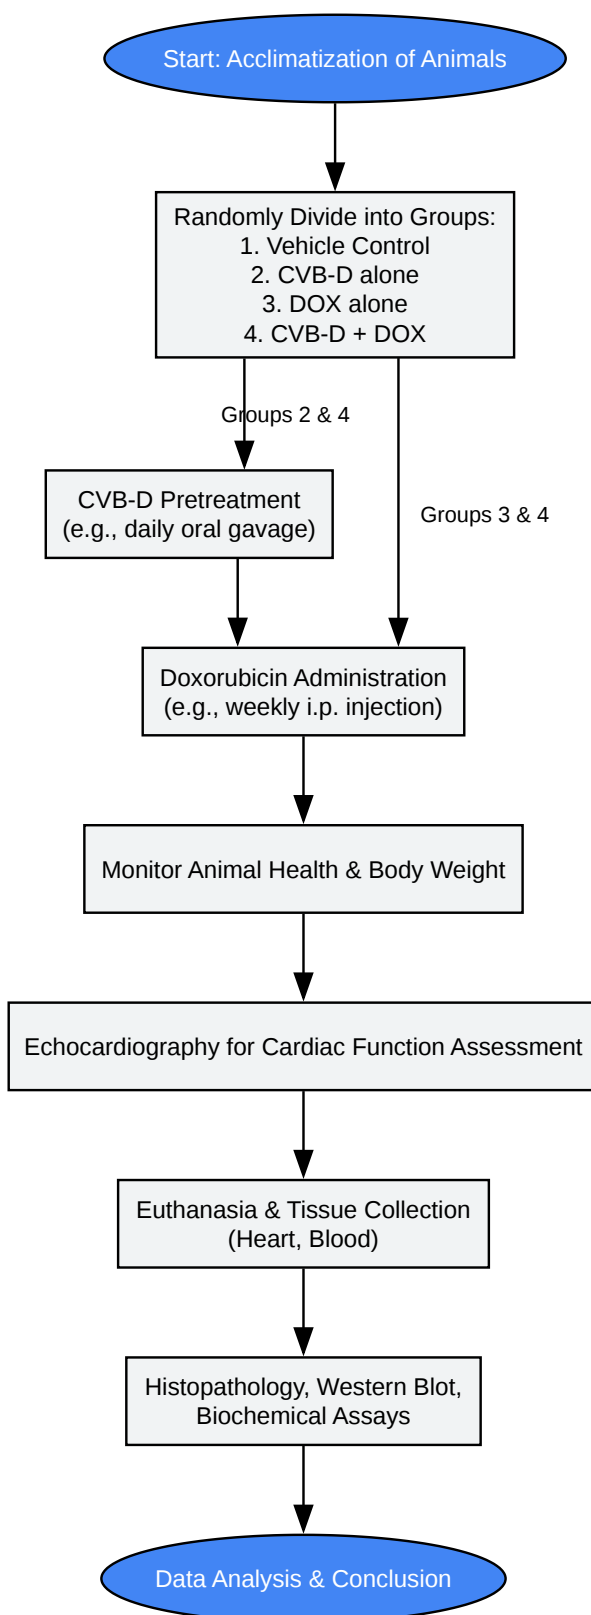 Start: Acclimatization of Animals
Randomly Divide into Groups:
1. Vehicle Control
2. CVB-D alone
3. DOX alone
4. CVB-D + DOX
Groups 2 & 4
CVB-D Pretreatment
(e.g., daily oral gavage)
Groups 3 & 4
Doxorubicin Administration
(e.g., weekly i.p. injection)
Monitor Animal Health & Body Weight
Echocardiography for Cardiac Function Assessment
Euthanasia & Tissue Collection
(Heart, Blood)
Histopathology, Western Blot,
Biochemical Assays
Data Analysis & Conclusion